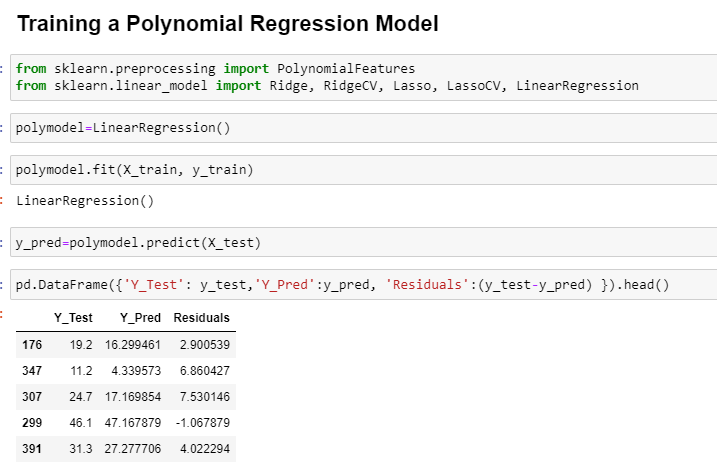 Training a Polynomial Regression Model
from sklearn.preprocessing import PolynomialFeatures
from sklearn.linear_model import Ridge, RidgeCV, Lasso, LassoCV, LinearRegression
polymodel=LinearRegression()
polymodel.fit(X_train, y_train)
LinearRegression()
y_pred=polymodel.predict(X_test)
pd.DataFrame({'Y_Test': y_test,'Y_Pred':y_pred, 'Residuals':(y_test-y_pred) }).head()
Y_Test Y_Pred Residuals
176 19.2 16.299461 2.900539
347 11.2 4.339573 6.860427
307 24.7 17.169854 7.530146
299 46.1 47.167879 -1.067879
391 31.3 27.277706 4.022294